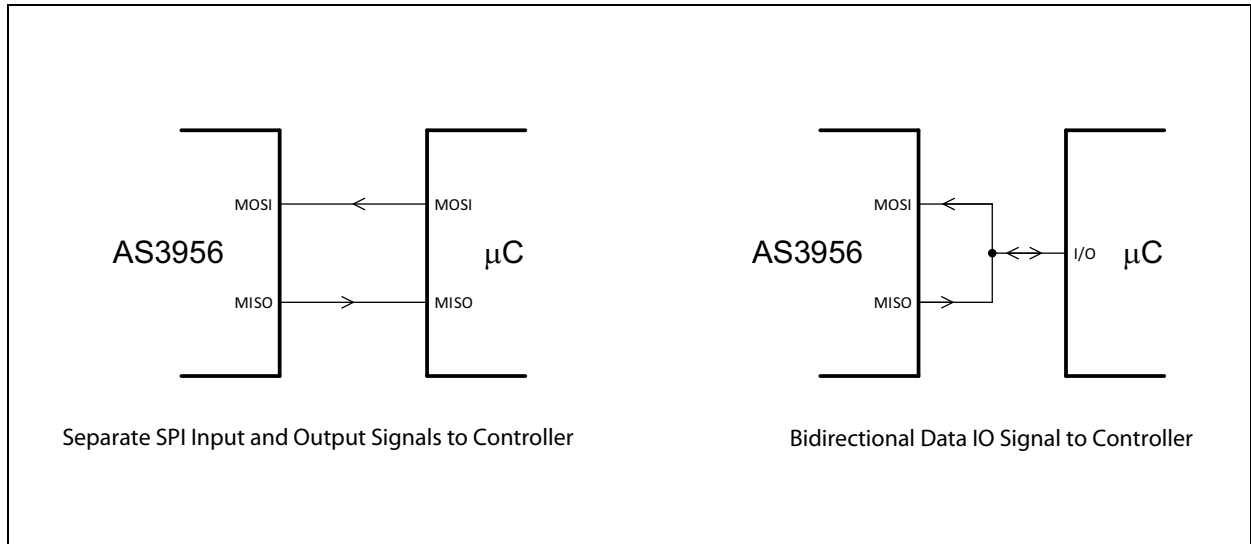 MOSI
MOSI
AS3956
μC
MISO
MISO
Separate SPI Input and Output Signals to Controller
MOSI
AS3956
I/O
μC
MISO
Bidirectional Data IO Signal to Controller